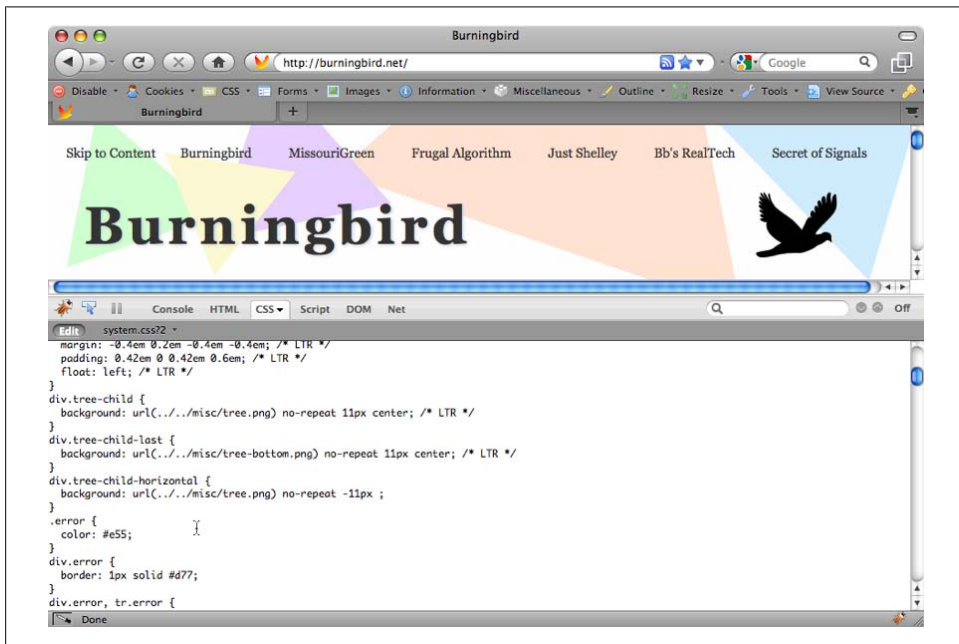 Burningbird
http://burningbird.net/
Google
Disable CSS Cookies Forms Images Information Miscellaneous Outline Resize Tools View Source
Burningbird +
Skip to Content Burningbird MissouriGreen Frugal Algorithm Just Shelley Bb's RealTech Secret of Signals
Burningbird
Console HTML CSS Script DOM Net Off
Edit system.css?2
margin: -0.4em 0.2em -0.4em -0.4em; /* LTR */
padding: 0.42em 0 0.42em 0.6em; /* LTR */
float: left; /* LTR */
}
div.tree-child {
background: url(../../misc/tree.png) no-repeat 11px center; /* LTR */
}
div.tree-child-last {
background: url(../../misc/tree-bottom.png) no-repeat 11px center; /* LTR */
}
div.tree-child-horizontal {
background: url(../../misc/tree.png) no-repeat -11px ;
}
.error {
color: #e55;
}
div.error {
border: 1px solid #d77;
}
div.error, tr.error {
Done